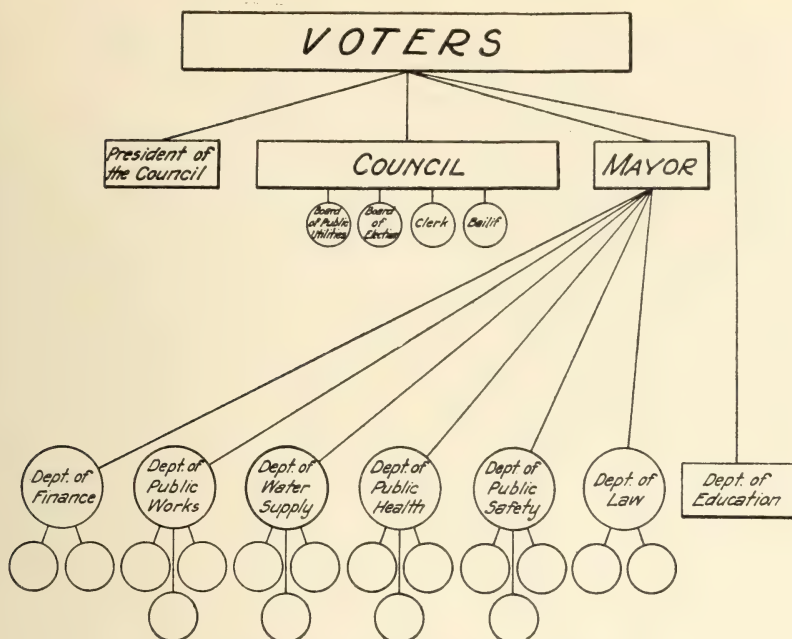 VOTERS
President of
the Council
COUNCIL
MAYOR
Board
of Public
Utilities
Board
of
Election
Clerk
Bailif
Dept. of
Finance
Dept. of
Public
Works
Dept. of
Water
Supply
Dept. of
Public
Health
Dept. of
Public
Safety
Dept. of
Law
Dept. of
Education